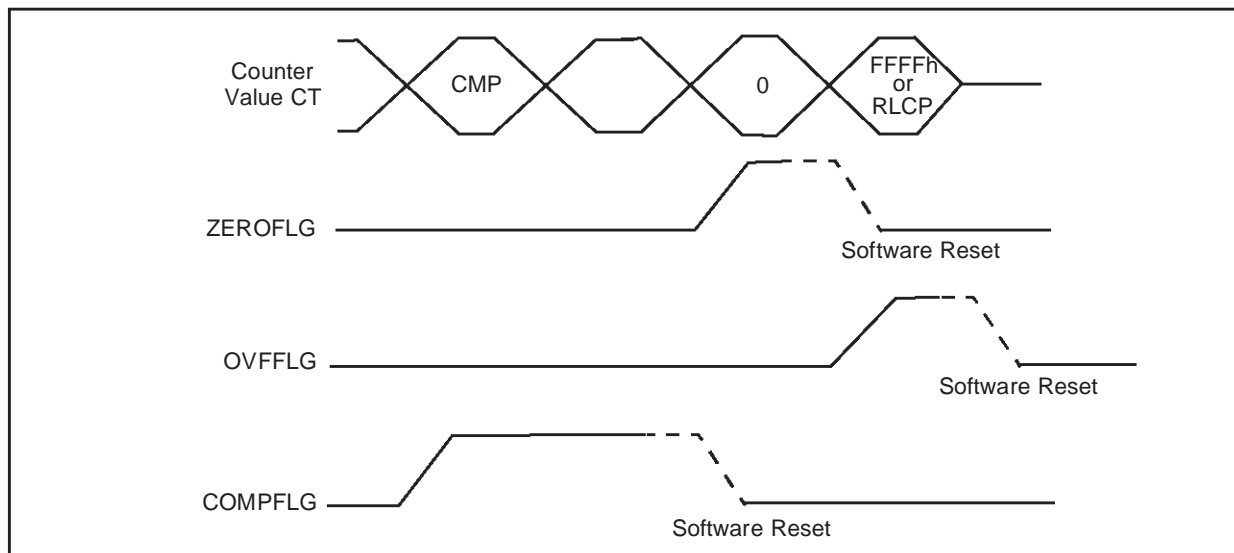 Counter
Value CT
CMP
0
FFFFh
or
RLCP
ZEROFLG
Software Reset
OVFFLG
Software Reset
COMPFLG
Software Reset